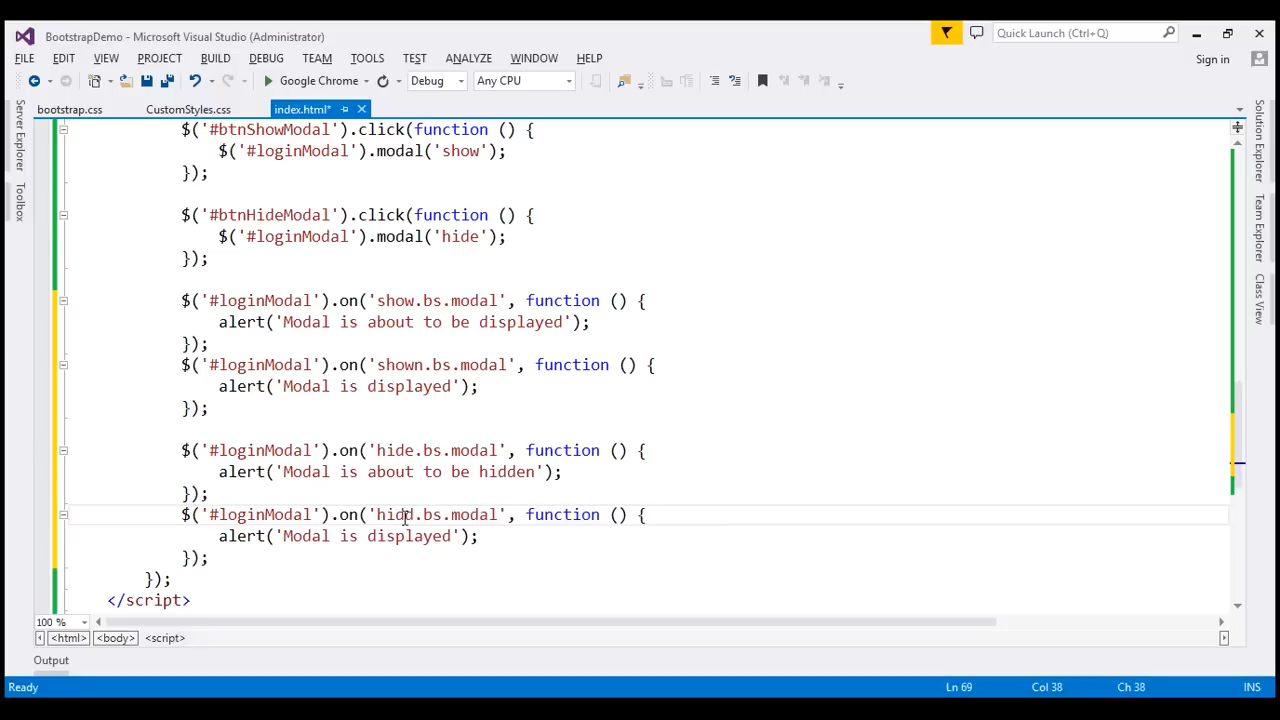 BootstrapDemo - Microsoft Visual Studio (Administrator)
Quick Launch (Ctrl+Q)
FILE EDIT VIEW PROJECT BUILD DEBUG TEAM TOOLS TEST ANALYZE WINDOW HELP
Sign in
Google Chrome Debug Any CPU
bootstrap.css CustomStyles.css index.html*
Server Explorer
Toolbox
$('#btnShowModal').click(function () {
$('#loginModal').modal('show');
});
$('#btnHideModal').click(function () {
$('#loginModal').modal('hide');
});
$('#loginModal').on('show.bs.modal', function () {
alert('Modal is about to be displayed');
});
$('#loginModal').on('shown.bs.modal', function () {
alert('Modal is displayed');
});
$('#loginModal').on('hide.bs.modal', function () {
alert('Modal is about to be hidden');
});
$('#loginModal').on('hidd.bs.modal', function () {
alert('Modal is displayed');
});
});
</script>
Solution Explorer
Team Explorer
Class View
100 %
<html> <body> <script>
Output
Ready Ln 69 Col 38 Ch 38 INS